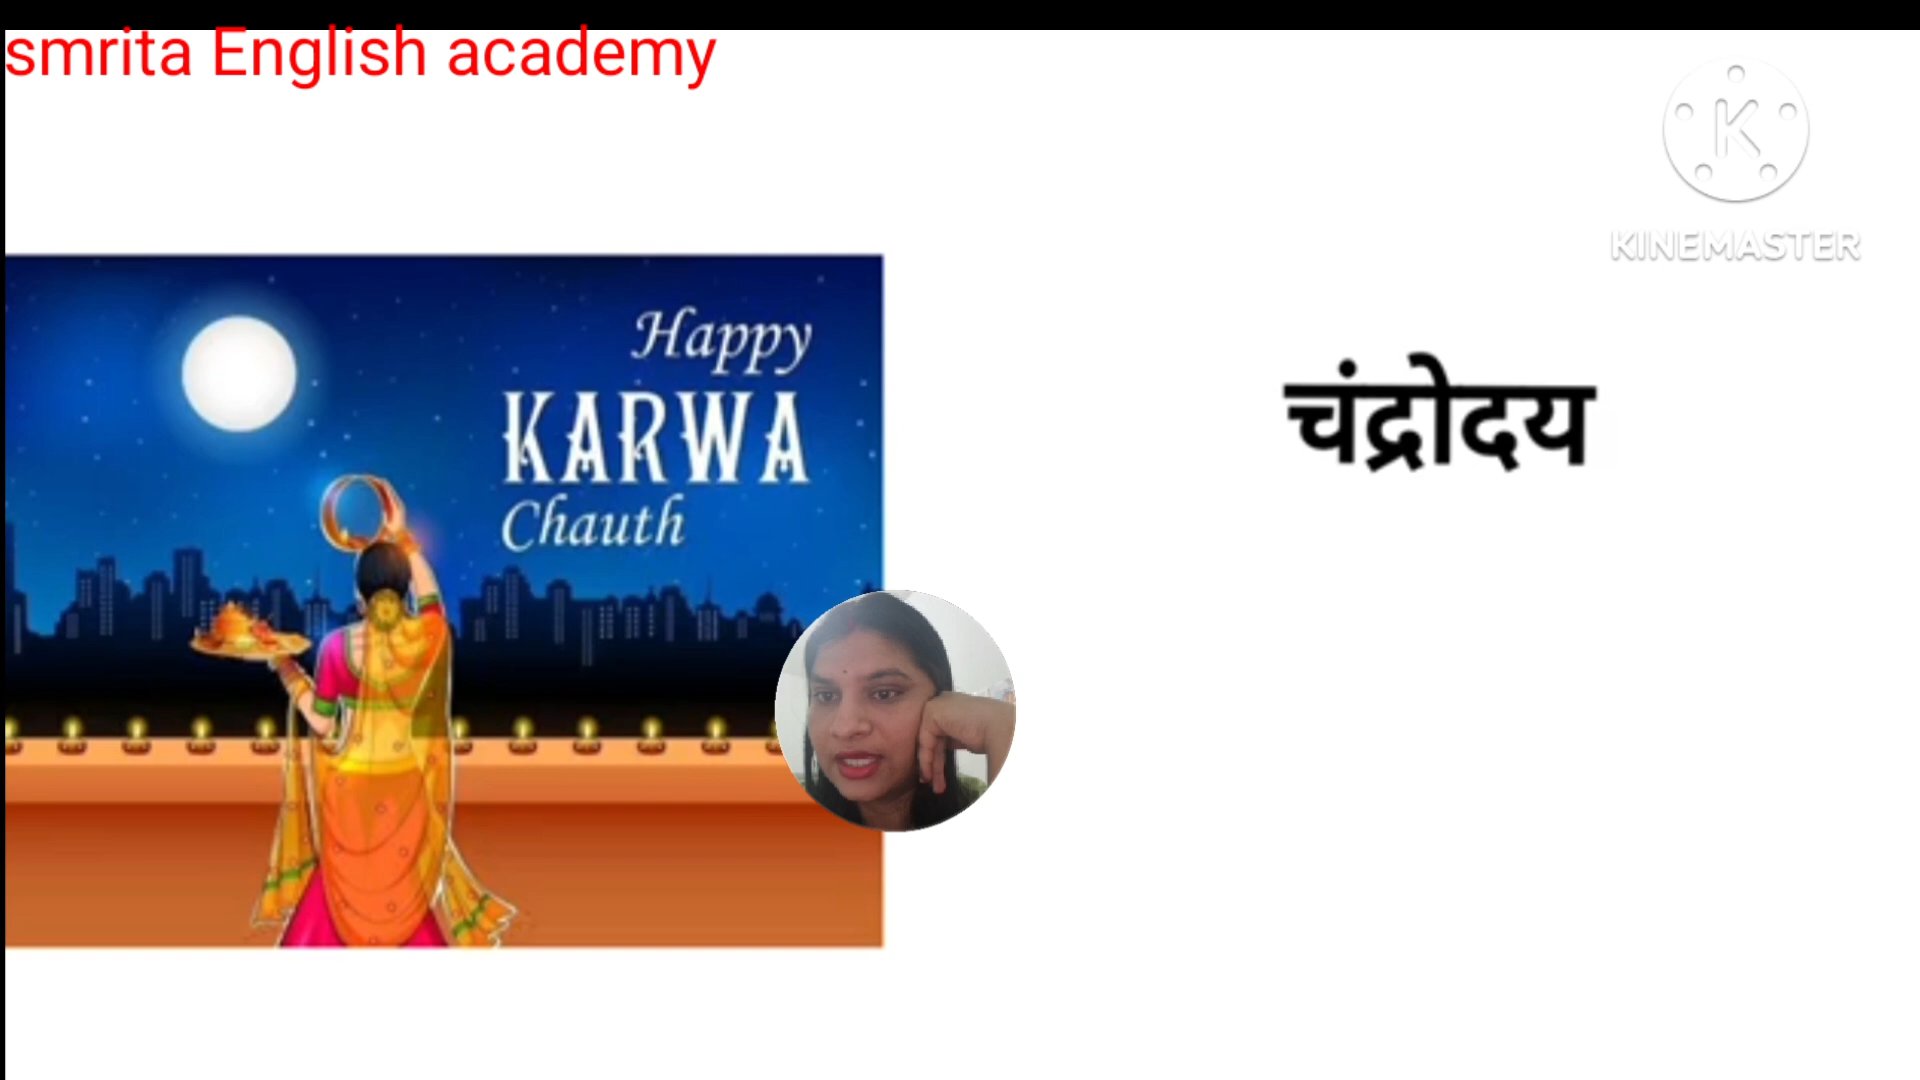 smrita English academy
K
KINEMASTER
Happy
KARWA
Chauth
चंद्रोदय